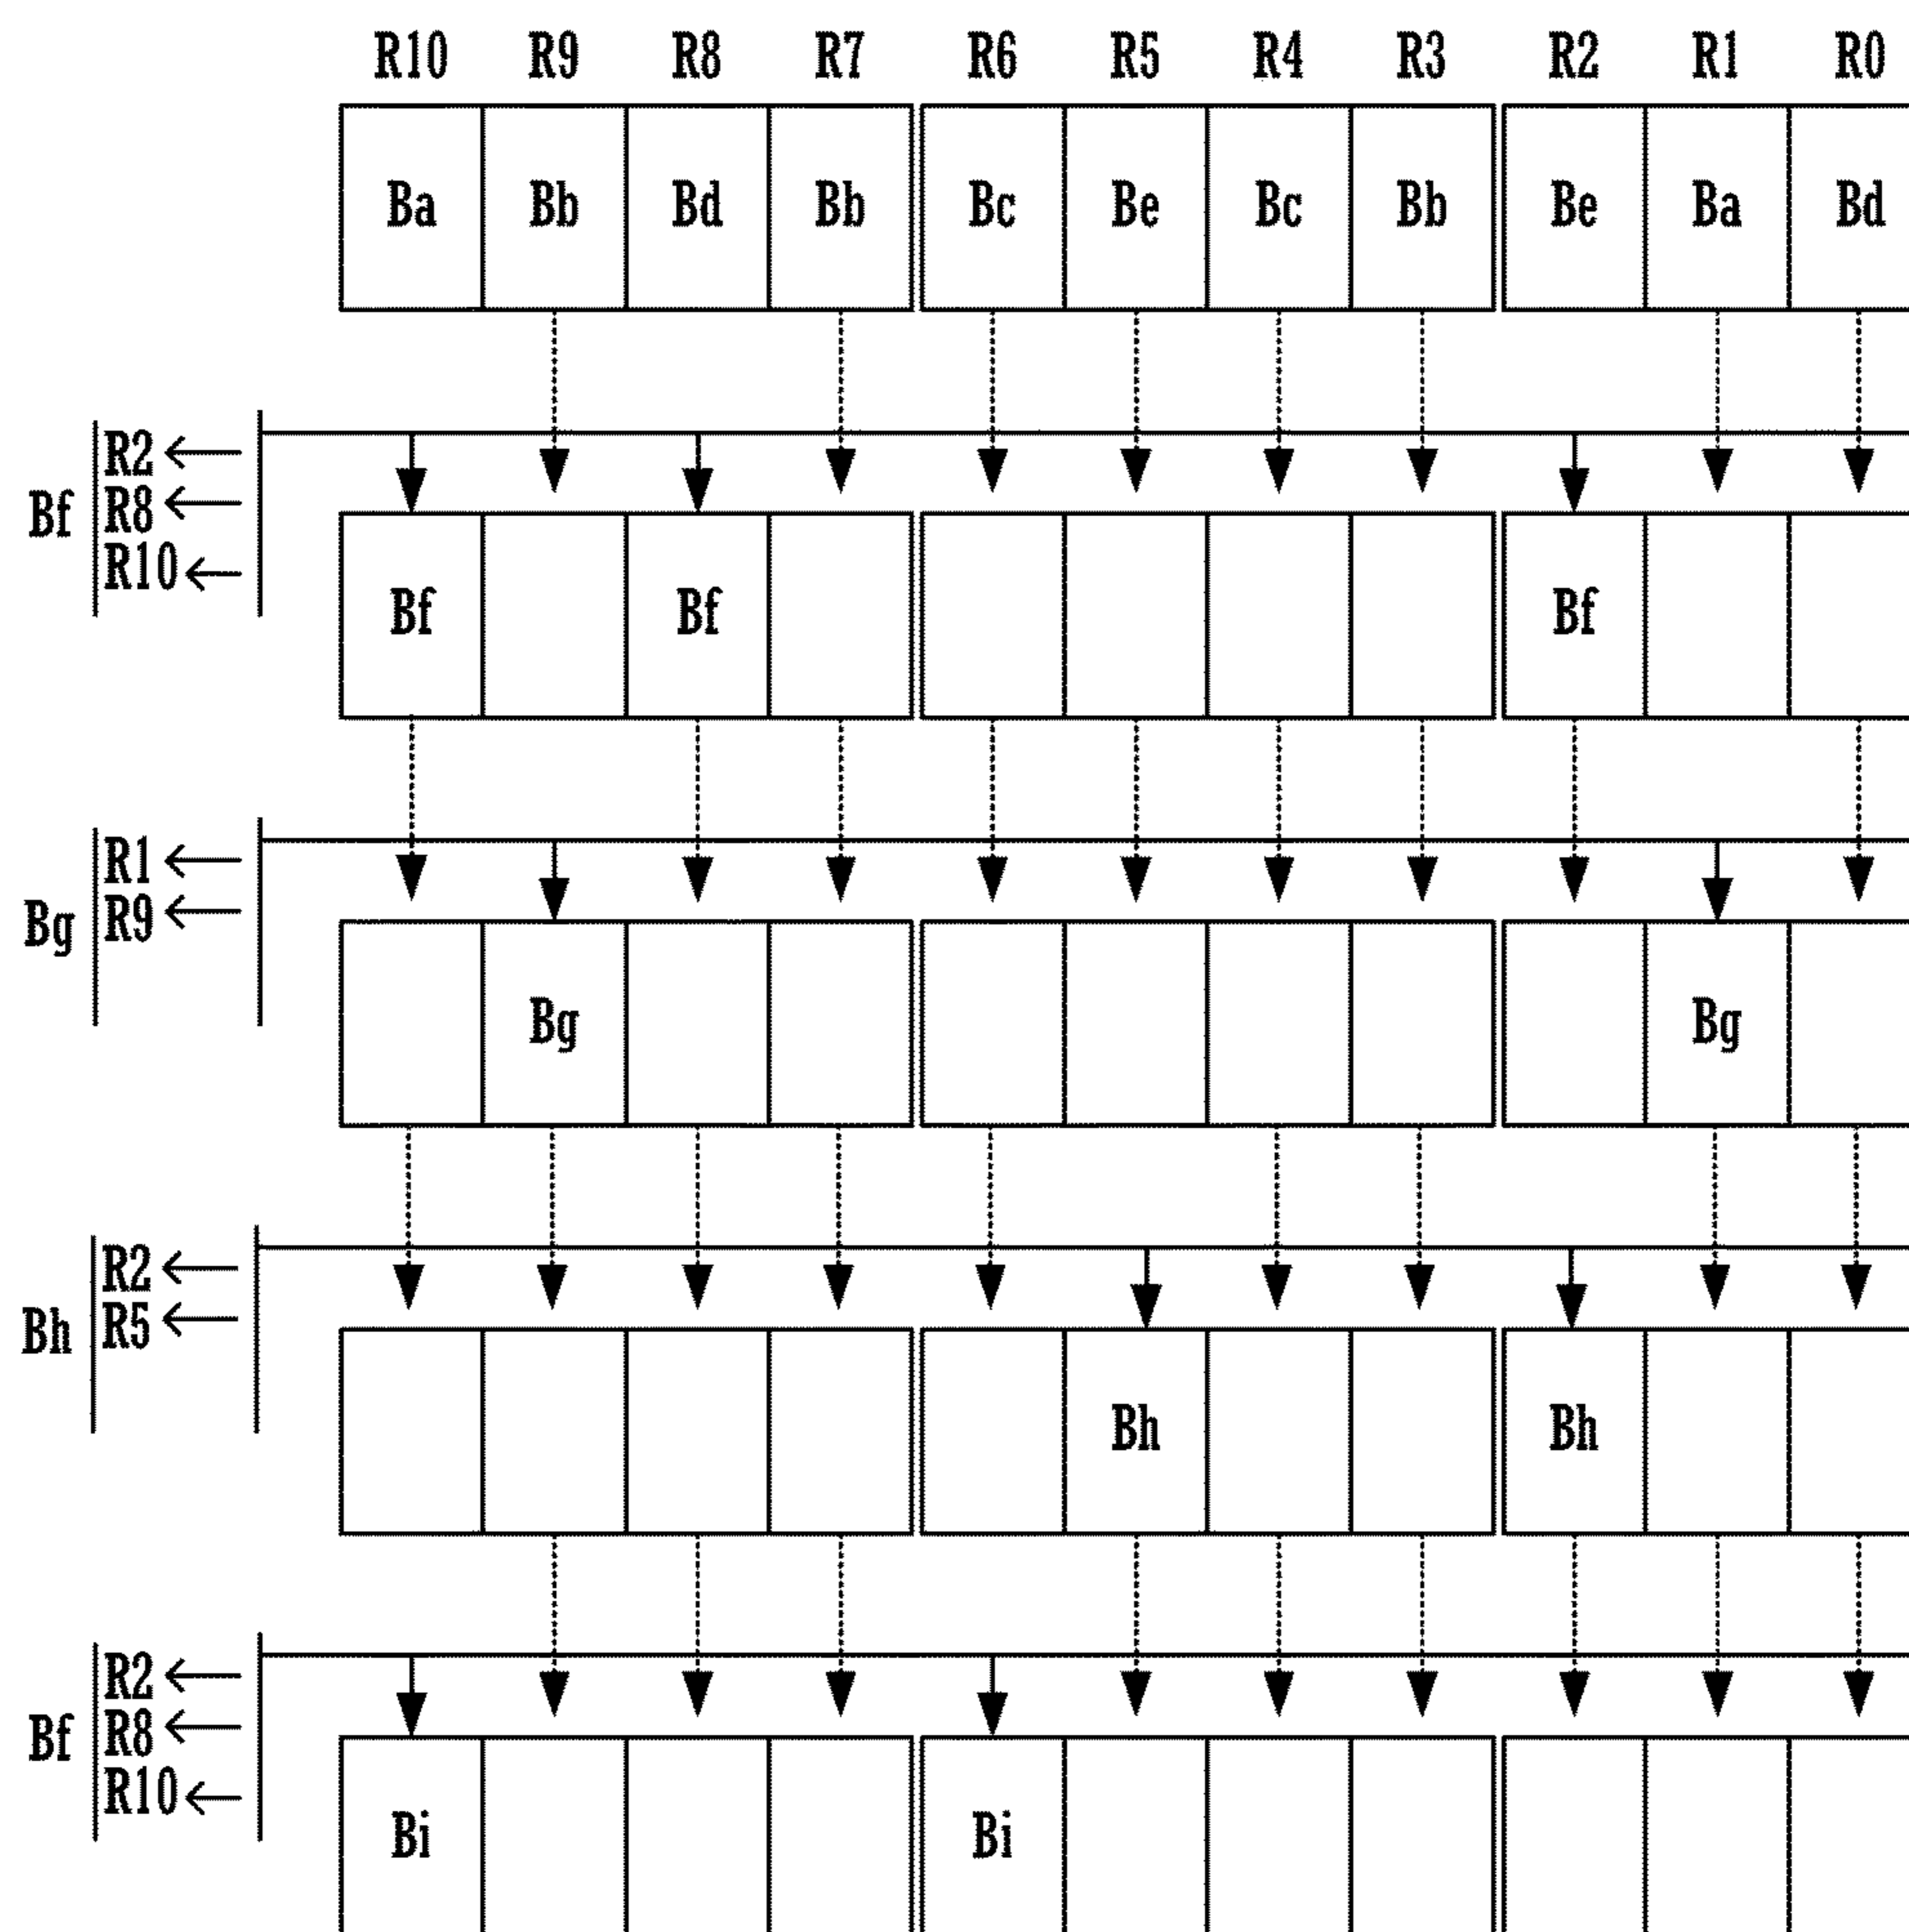 R10 R9 R8 R7 R6 R5 R4 R3 R2 R1 R0
Ba Bb Bd Bb Bc Be Bc Bb Be Ba Bd
R2
R8
Bf
R10
Bf Bf Bf
R1
R9
Bg
Bg Bg
R2
R5
Bh
Bh Bh
R2
R8
Bf
R10
Bi Bi